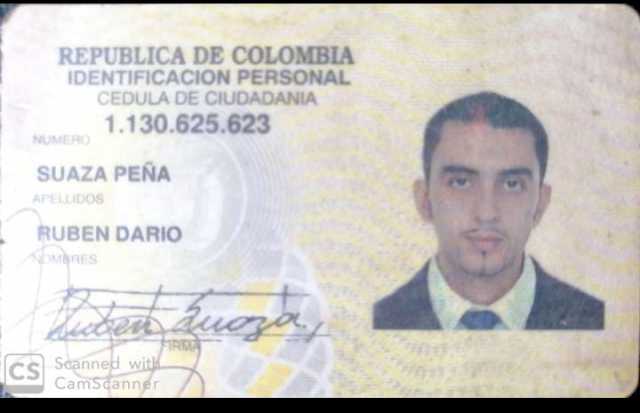 REPUBLICA DE COLOMBIA
IDENTIFICACION PERSONAL
CEDULA DE CIUDADANIA
1.130.625.623
NUMERO
SUAZA PEÑA
APELLIDOS
RUBEN DARIO
NOMBRES
Ruben Suaza
FIRMA
CS Scanned with
CamScanner